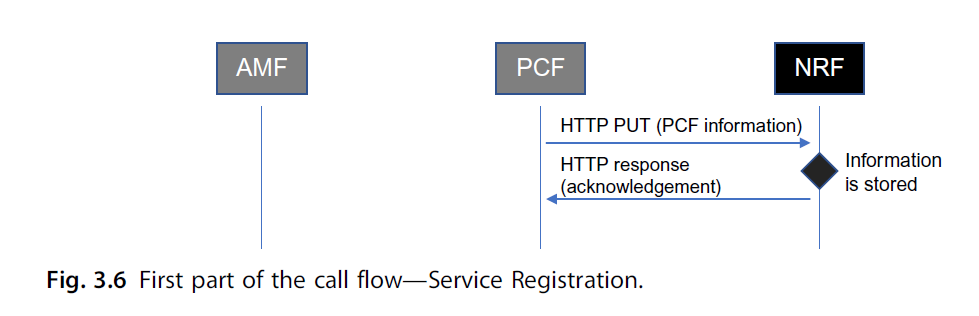 AMF
PCF
NRF
HTTP PUT (PCF information)
HTTP response
(acknowledgement)
Information
is stored
Fig. 3.6 First part of the call flow—Service Registration.